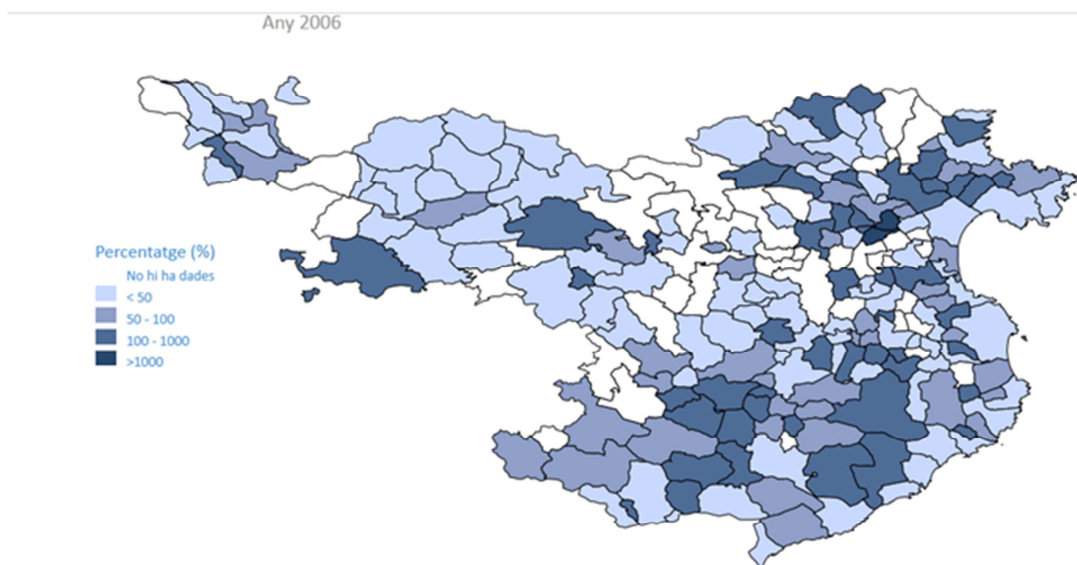 Any 2006
Percentatge (%)
No hi ha dades
< 50
50 - 100
100 - 1000
>1000